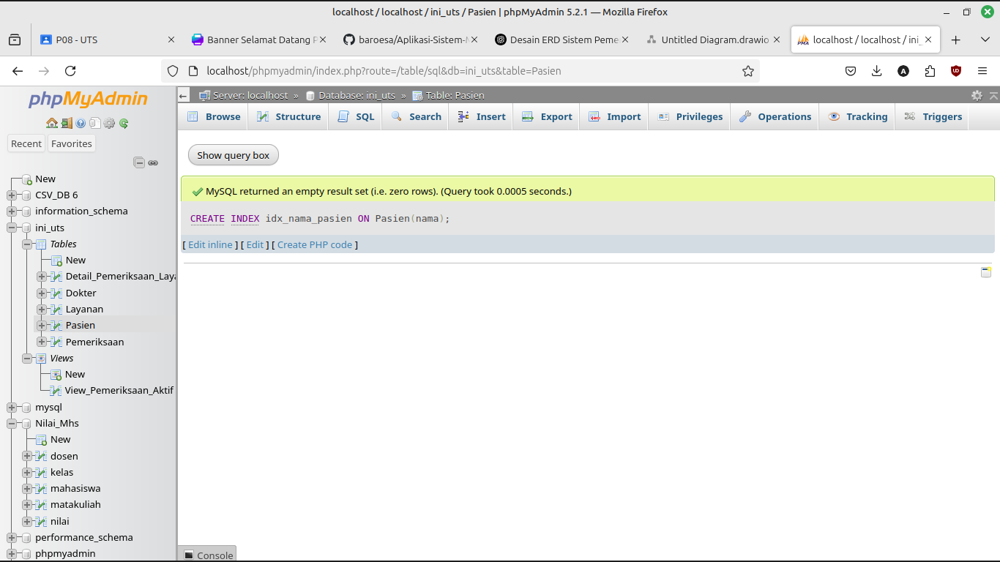 localhost / localhost / ini_uts / Pasien | phpMyAdmin 5.2.1 — Mozilla Firefox
P08 - UTS
Banner Selamat Datang P
baroesa/Aplikasi-Sistem-
Desain ERD Sistem Peme
Untitled Diagram.drawio
localhost / localhost / ini_
localhost/phpmyadmin/index.php?route=/table/sql&db=ini_uts&table=Pasien
phpMyAdmin
Recent Favorites
New
CSV_DB 6
information_schema
ini_uts
Tables
New
Detail_Pemeriksaan_Laya
Dokter
Layanan
Pasien
Pemeriksaan
Views
New
View_Pemeriksaan_Aktif
mysql
Nilai_Mhs
New
dosen
kelas
mahasiswa
matakuliah
nilai
performance_schema
phpmyadmin
Server: localhost » Database: ini_uts » Table: Pasien
Browse Structure SQL Search Insert Export Import Privileges Operations Tracking Triggers
Show query box
MySQL returned an empty result set (i.e. zero rows). (Query took 0.0005 seconds.)
CREATE INDEX idx_nama_pasien ON Pasien(nama);
[ Edit inline ] [ Edit ] [ Create PHP code ]
Console